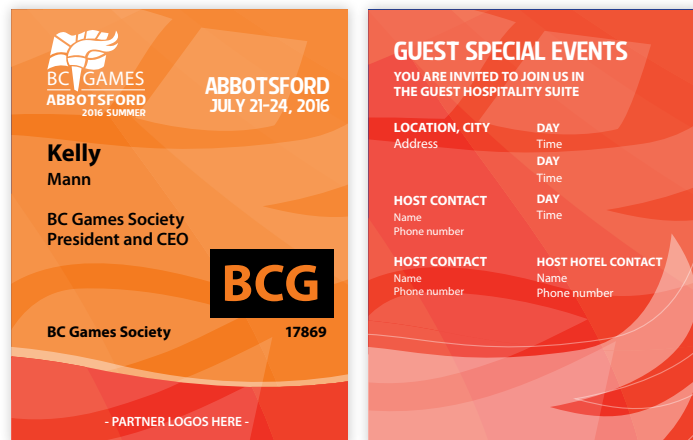 BC GAMES
ABBOTSFORD
2016 SUMMER
ABBOTSFORD
JULY 21-24, 2016
Kelly
Mann
BC Games Society
President and CEO
BCG
BC Games Society 17869
- PARTNER LOGOS HERE -
GUEST SPECIAL EVENTS
YOU ARE INVITED TO JOIN US IN
THE GUEST HOSPITALITY SUITE
LOCATION, CITY
Address
DAY
Time
DAY
Time
HOST CONTACT
Name
Phone number
DAY
Time
HOST CONTACT
Name
Phone number
HOST HOTEL CONTACT
Name
Phone number